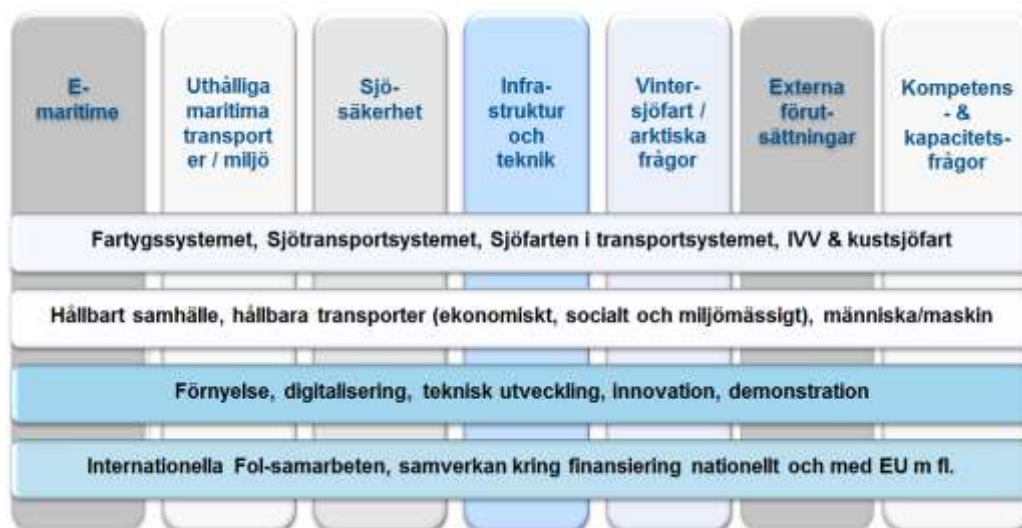 E-
maritime
Uthålliga
maritima
transport
er / miljö
Sjö-
säkerhet
Infra-
struktur
och
teknik
Vinter-
sjöfart /
arktiska
frågor
Externa
förut-
sättningar
Kompetens
- &
kapacitets-
frågor
Fartygssystemet, Sjötransportsystemet, Sjöfarten i transportsystemet, IVV & kustsjöfart
Hållbart samhälle, hållbara transporter (ekonomiskt, socialt och miljömässigt), människa/maskin
Förnyelse, digitalisering, teknisk utveckling, innovation, demonstration
Internationella FoI-samarbeten, samverkan kring finansiering nationellt och med EU m fl.